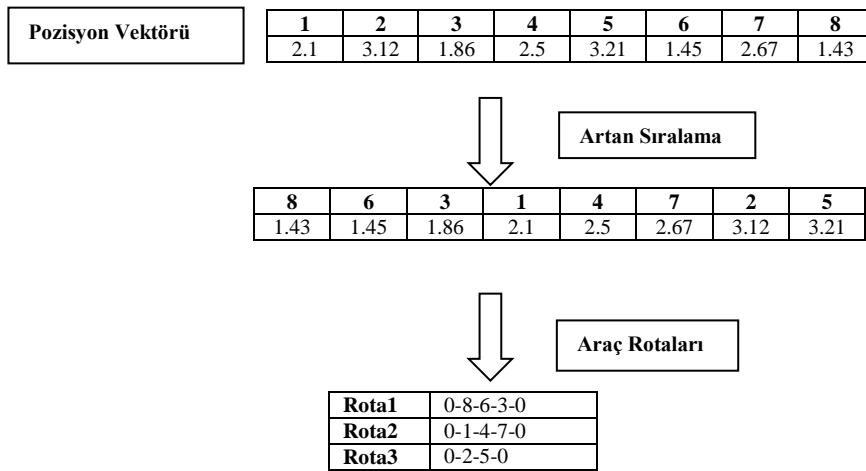 Pozisyon Vektörü
1 2 3 4 5 6 7 8
2.1 3.12 1.86 2.5 3.21 1.45 2.67 1.43
Artan Sıralama
8 6 3 1 4 7 2 5
1.43 1.45 1.86 2.1 2.5 2.67 3.12 3.21
Araç Rotaları
Rota1 0-8-6-3-0
Rota2 0-1-4-7-0
Rota3 0-2-5-0